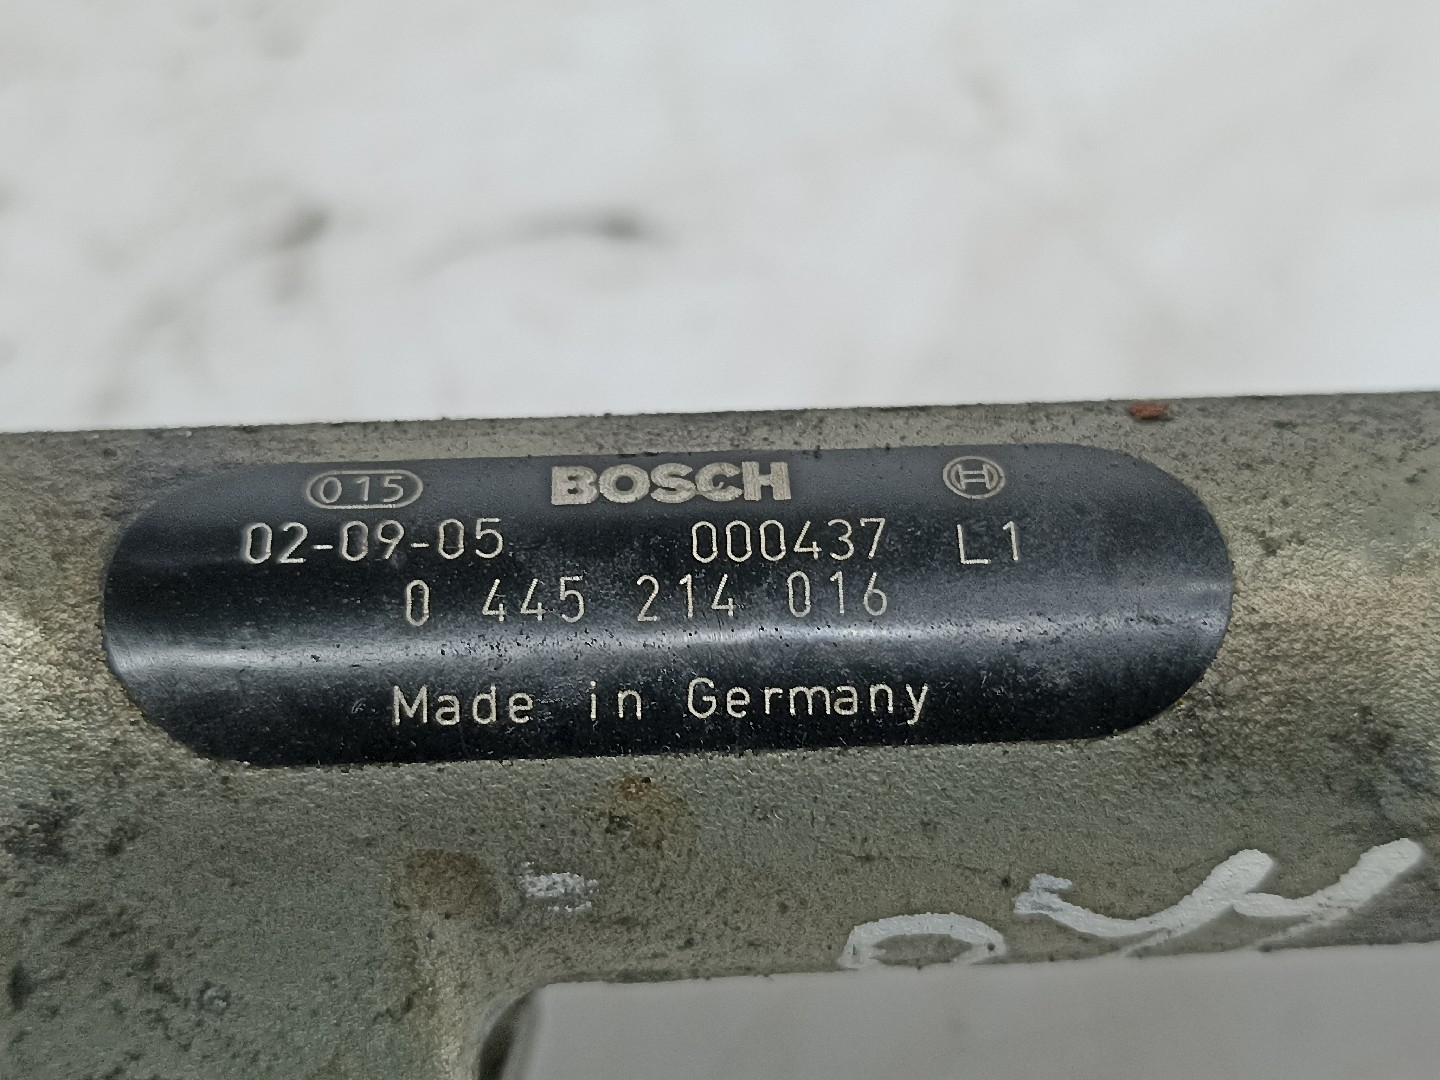 015 BOSCH
02-09-05 000437 L1
0 445 214 016
Made in Germany